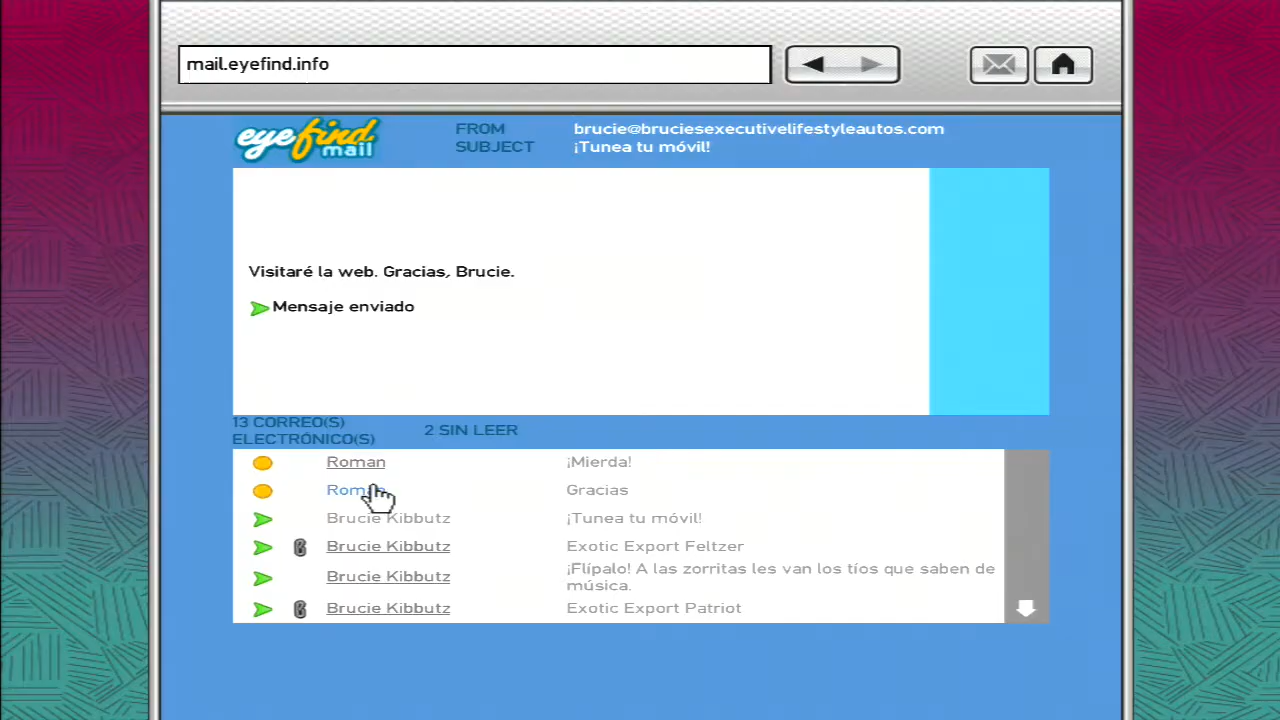 mail.eyefind.info
eyefind
mail
FROM brucie@bruciesexecutivelifestyleautos.com
SUBJECT ¡Tunea tu móvil!
Visitaré la web. Gracias, Brucie.
Mensaje enviado
13 CORREO(S)
ELECTRÓNICO(S)
2 SIN LEER
Roman ¡Mierda!
Roman Gracias
Brucie Kibbutz ¡Tunea tu móvil!
Brucie Kibbutz Exotic Export Feltzer
Brucie Kibbutz ¡Flípalo! A las zorritas les van los tíos que saben de
música.
Brucie Kibbutz Exotic Export Patriot